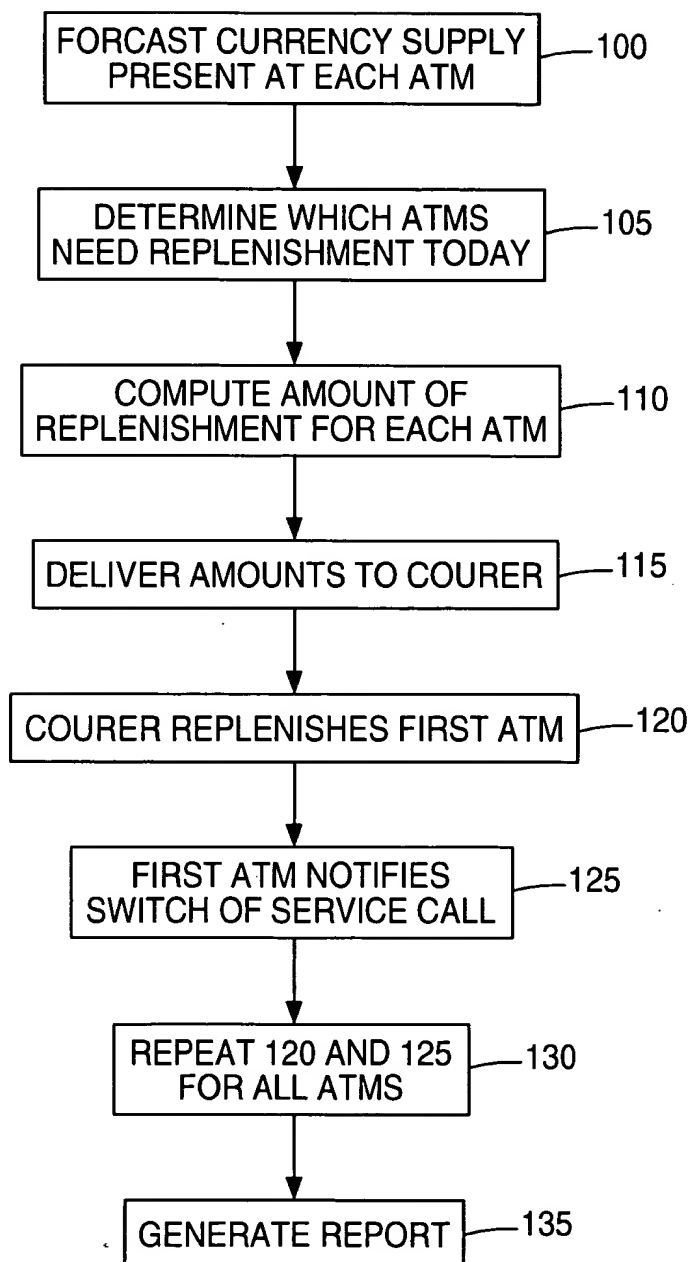 FORCAST CURRENCY SUPPLY
PRESENT AT EACH ATM
100
DETERMINE WHICH ATMS
NEED REPLENISHMENT TODAY
105
COMPUTE AMOUNT OF
REPLENISHMENT FOR EACH ATM
110
DELIVER AMOUNTS TO COURER
115
COURER REPLENISHES FIRST ATM
120
FIRST ATM NOTIFIES
SWITCH OF SERVICE CALL
125
REPEAT 120 AND 125
FOR ALL ATMS
130
GENERATE REPORT
135